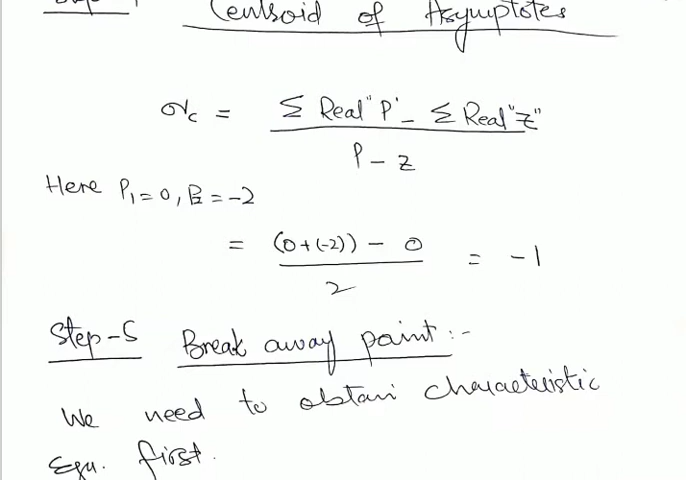 Centroid of Asymptotes
σc = Σ Real "P" - Σ Real "Z"
P - Z
Here P1 = 0, P2 = -2
= (0+(-2)) - 0 = -1
2
Step-5 Break away point :-
We need to obtain characteristic
Equ. first.